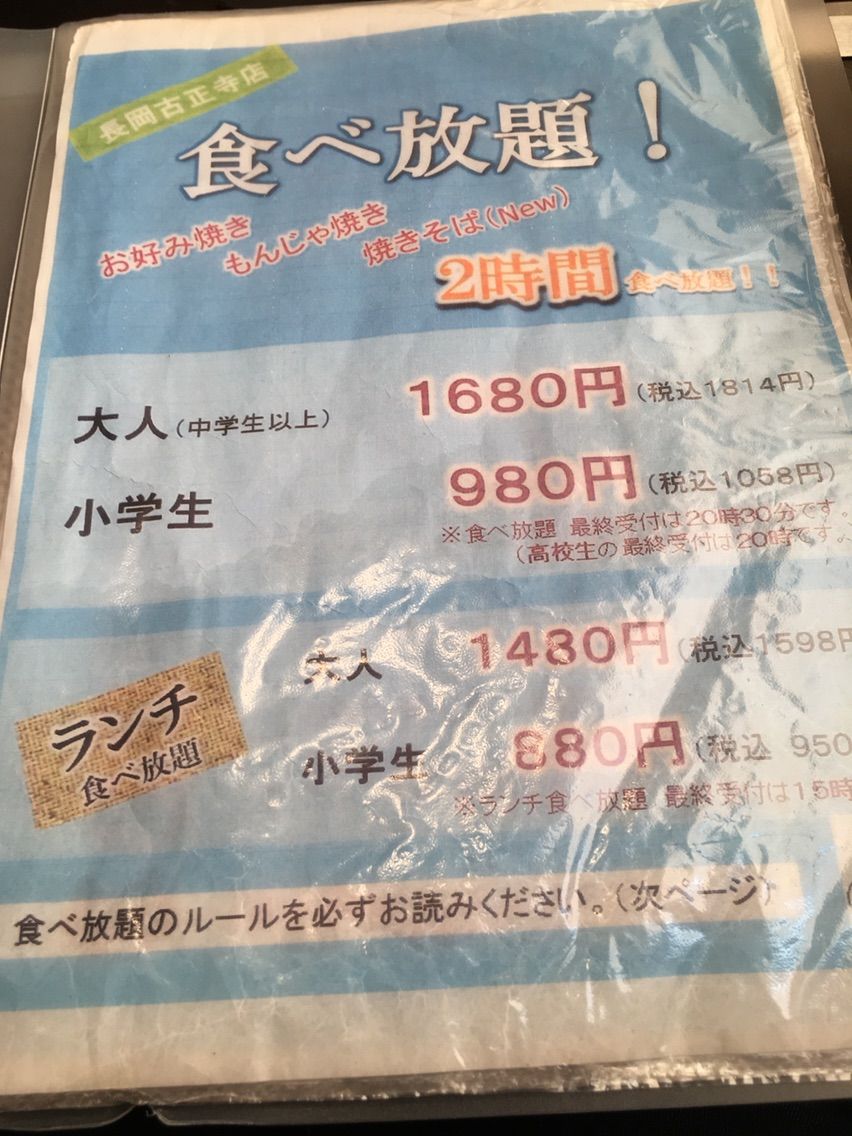 長岡古正寺店
食べ放題！
お好み焼き
もんじゃ焼き
焼きそば(New)
2時間 食べ放題！！
大人(中学生以上) 1680円(税込1814円)
小学生 980円(税込1058円)
※食べ放題 最終受付は20時30分です。
(高校生の最終受付は20時です。
ランチ
食べ放題
大人 1480円(税込1598円
小学生 880円(税込 950
※ランチ食べ放題 最終受付は15時
食べ放題のルールを必ずお読みください。(次ページ)